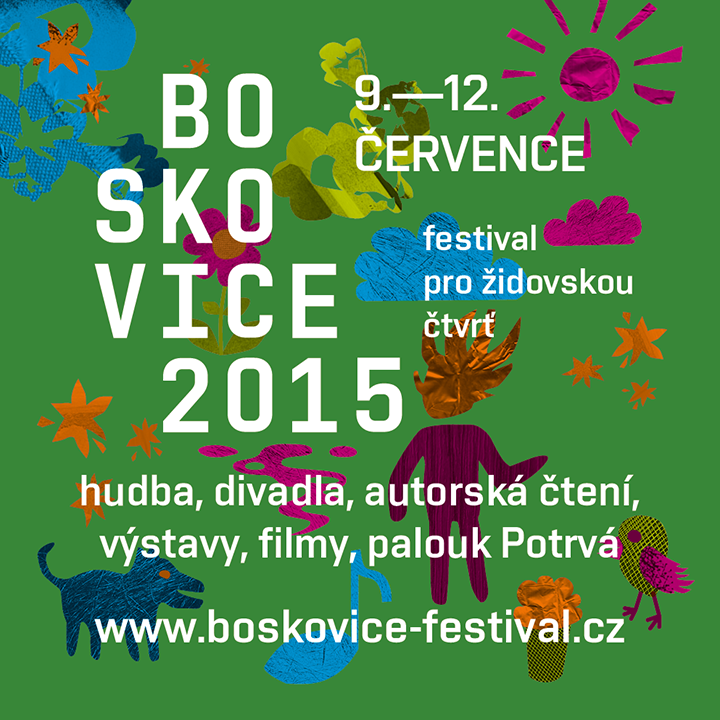 BO
SKO
VICE
2015
9.—12.
ČERVENCE
festival
pro židovskou
čtvrť
hudba, divadla, autorská čtení,
výstavy, filmy, palouk Potrvá
www.boskovice-festival.cz